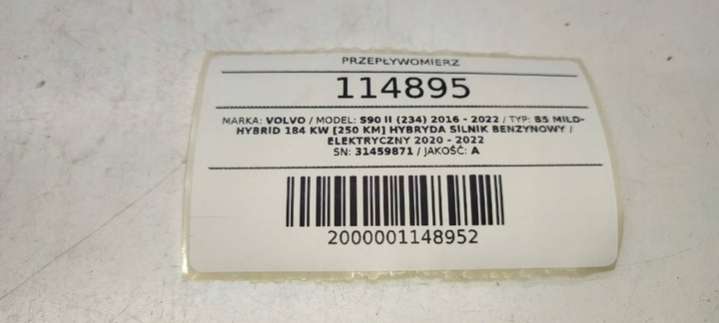 PRZEPŁYWOMIERZ
114895
MARKA: VOLVO / MODEL: S90 II (234) 2016 - 2022 / TYP: B5 MILD-
HYBRID 184 KW [250 KM] HYBRYDA SILNIK BENZYNOWY /
ELEKTRYCZNY 2020 - 2022
SN: 31459871 / JAKOŚĆ: A
2000001148952